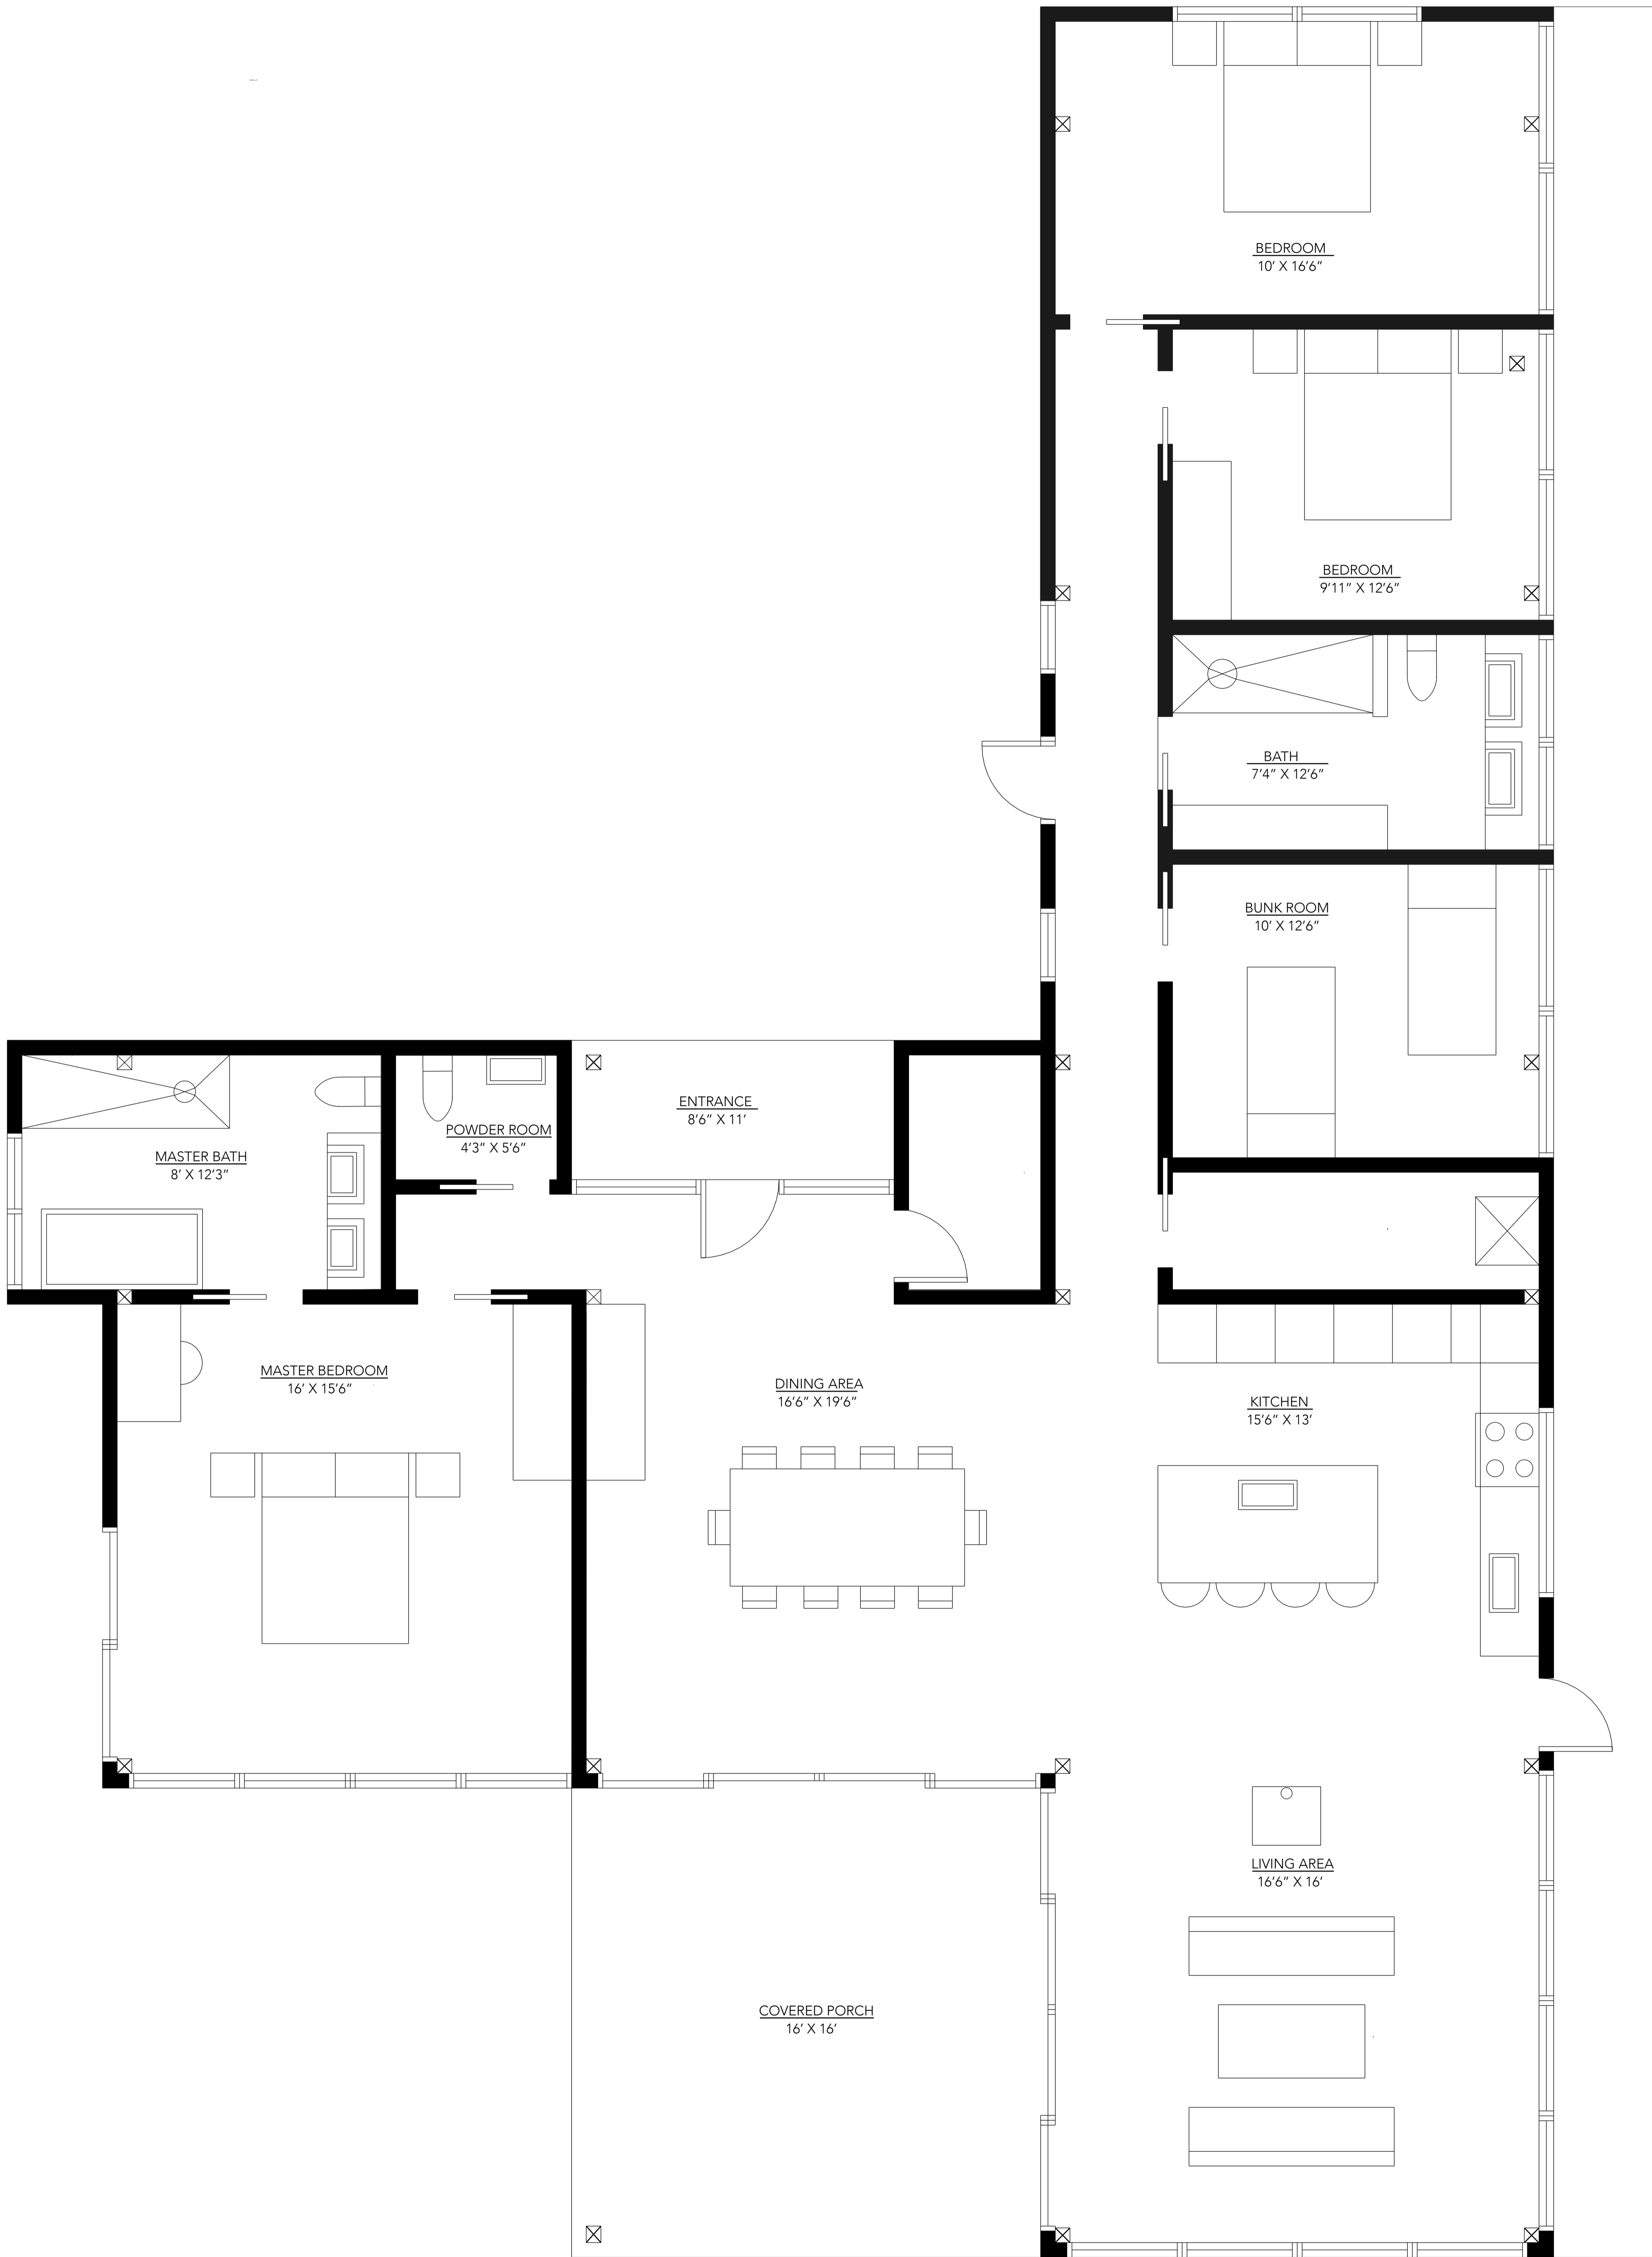 BEDROOM
10' X 16'6"
BEDROOM
9'11" X 12'6"
BATH
7'4" X 12'6"
BUNK ROOM
10' X 12'6"
ENTRANCE
8'6" X 11'
POWDER ROOM
4'3" X 5'6"
MASTER BATH
8' X 12'3"
MASTER BEDROOM
16' X 15'6"
DINING AREA
16'6" X 19'6"
KITCHEN
15'6" X 13'
LIVING AREA
16'6" X 16'
COVERED PORCH
16' X 16'